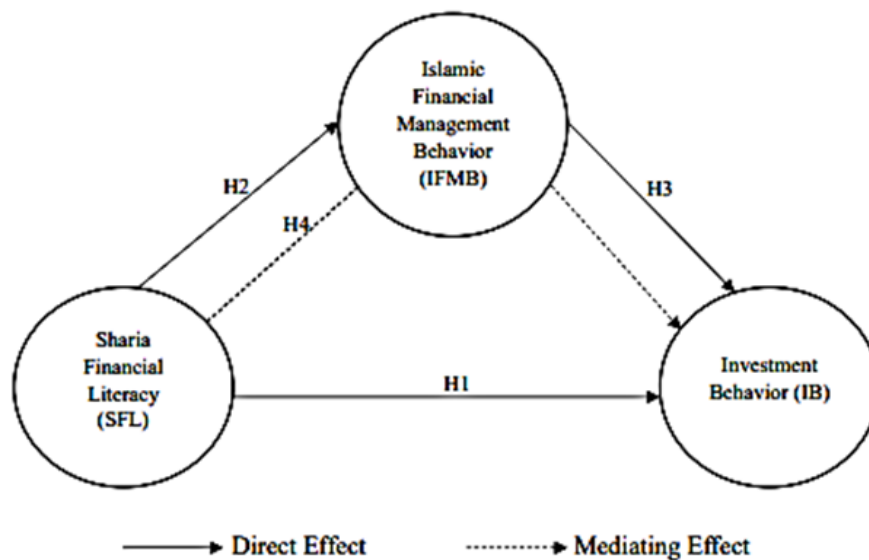 Islamic
Financial
Management
Behavior
(IFMB)
H2
H3
H4
Sharia
Financial
Literacy
(SFL)
H1
Investment
Behavior (IB)
Direct Effect
Mediating Effect